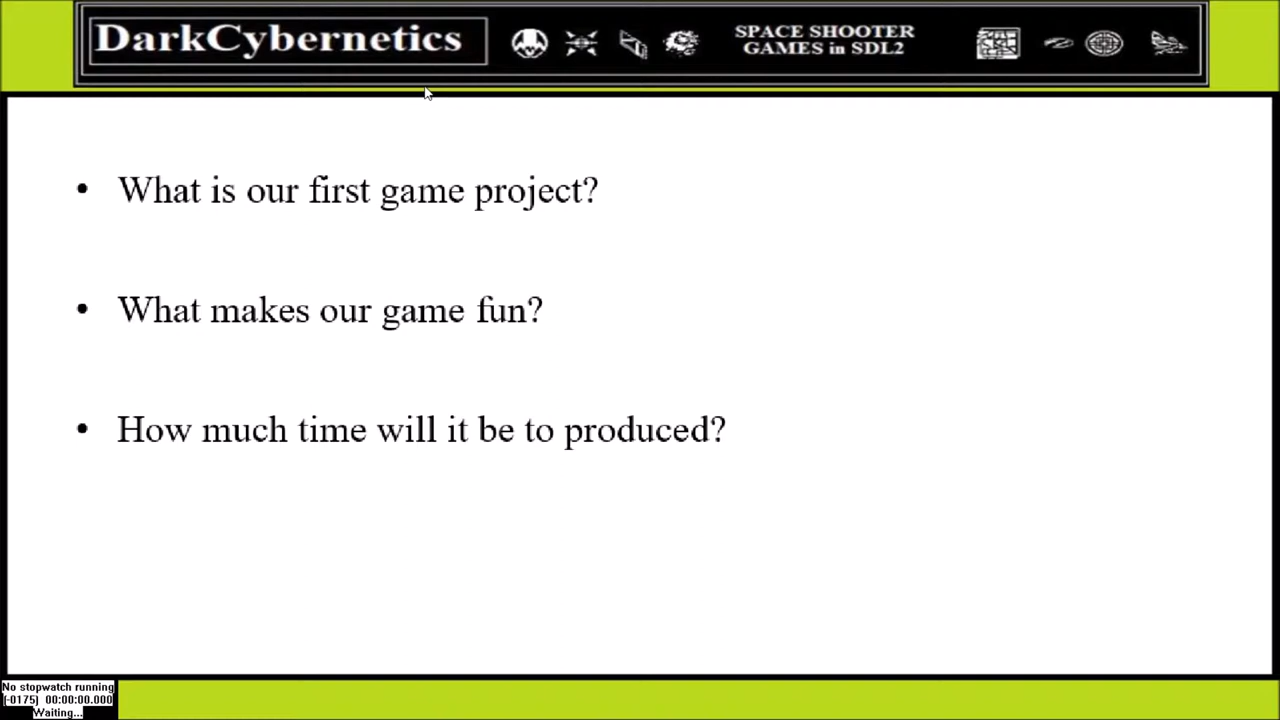 DarkCybernetics
SPACE SHOOTER
GAMES in SDL2
• What is our first game project?
• What makes our game fun?
• How much time will it be to produced?
No stopwatch running
(-0175) 00:00:00.000
Waiting...